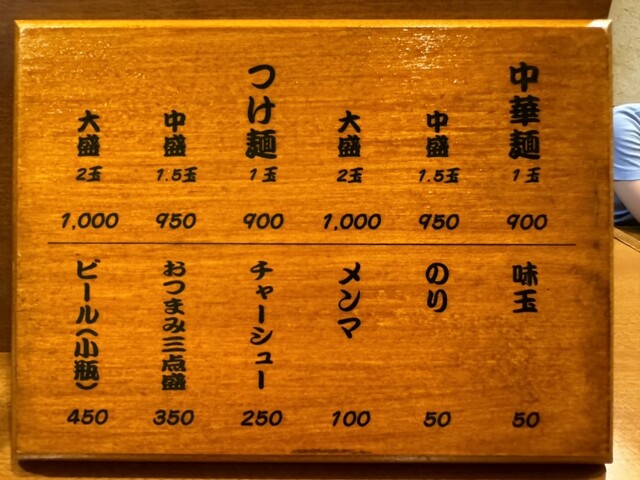 中華麺 1玉 900
中盛 1.5玉 950
大盛 2玉 1,000
つけ麺 1玉 900
中盛 1.5玉 950
大盛 2玉 1,000
味玉 50
のり 50
メンマ 100
チャーシュー 250
おつまみ三点盛 350
ビール(小瓶) 450